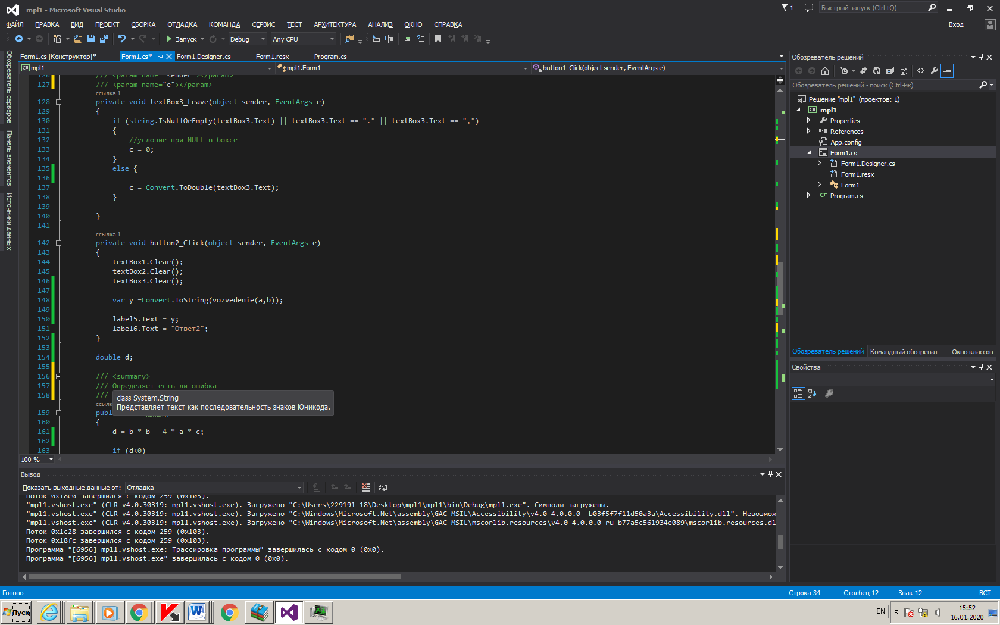 mpl1 - Microsoft Visual Studio
1
Быстрый запуск (Ctrl+Q)
ФАЙЛ ПРАВКА ВИД ПРОЕКТ СБОРКА ОТЛАДКА КОМАНДА СЕРВИС ТЕСТ АРХИТЕКТУРА АНАЛИЗ ОКНО СПРАВКА
Вход
Запуск Debug Any CPU
Обозреватель серверов
Панель элементов
Источники данных
Form1.cs [Конструктор]* Form1.cs* Form1.Designer.cs Form1.resx Program.cs
mpl1 mpl1.Form1 button1_Click(object sender, EventArgs e)
126 /// <param name="sender"></param>
127 /// <param name="e"></param>
ссылка 1
128 private void textBox3_Leave(object sender, EventArgs e)
129 {
130 if (string.IsNullOrEmpty(textBox3.Text) || textBox3.Text == "." || textBox3.Text == ",")
131 {
132 //условие при NULL в боксе
133 c = 0;
134 }
135 else {
136
137 c = Convert.ToDouble(textBox3.Text);
138 }
139
140 }
141
ссылка 1
142 private void button2_Click(object sender, EventArgs e)
143 {
144 textBox1.Clear();
145 textBox2.Clear();
146 textBox3.Clear();
147
148 var y =Convert.ToString(vozvedenie(a,b));
149
150 label5.Text = y;
151 label6.Text = "Ответ2";
152 }
153
154 double d;
155
156 /// <summary>
157 /// Определяет есть ли ошибка
158 ///
class System.String
Представляет текст как последовательность знаков Юникода.
ссылк
159 publ
160 {
161 d = b * b - 4 * a * c;
162
163 if (d<0)
100 %
Вывод
Показать выходные данные от: Отладка
Поток 0x18e0 завершился с кодом 259 (0x103).
"mpl1.vshost.exe" (CLR v4.0.30319: mpl1.vshost.exe). Загружено "C:\Users\229191-18\Desktop\mpl1\mpl1\bin\Debug\mpl1.exe". Символы загружены.
"mpl1.vshost.exe" (CLR v4.0.30319: mpl1.vshost.exe). Загружено "C:\Windows\Microsoft.Net\assembly\GAC_MSIL\Accessibility\v4.0_4.0.0.0__b03f5f7f11d50a3a\Accessibility.dll". Невозмож
"mpl1.vshost.exe" (CLR v4.0.30319: mpl1.vshost.exe). Загружено "C:\Windows\Microsoft.Net\assembly\GAC_MSIL\mscorlib.resources\v4.0_4.0.0.0_ru_b77a5c561934e089\mscorlib.resources.dl
Поток 0x1c28 завершился с кодом 259 (0x103).
Поток 0x18fc завершился с кодом 259 (0x103).
Программа "[6956] mpl1.vshost.exe: Трассировка программы" завершилась с кодом 0 (0x0).
Программа "[6956] mpl1.vshost.exe" завершилась с кодом 0 (0x0).
Обозреватель решений
Обозреватель решений - поиск (Ctrl+ж)
Решение "mpl1" (проектов: 1)
mpl1
Properties
References
App.config
Form1.cs
Form1.Designer.cs
Form1.resx
Form1
Program.cs
Обозреватель решений Командный обозреват... Окно классов
Свойства
Готово Строка 34 Столбец 12 Знак 12 ВСТ
Пуск
EN
15:52
16.01.2020